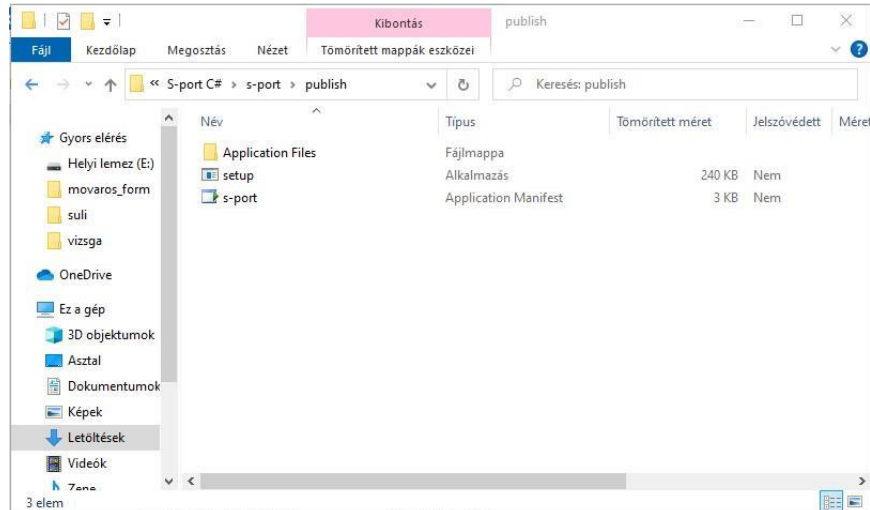 Kibontás publish
Fájl Kezdőlap Megosztás Nézet Tömörített mappák eszközei
« S-port C# › s-port › publish Keresés: publish
Név Típus Tömörített méret Jelszóvédett Méret
Gyors elérés
Helyi lemez (E:)
movaros_form
suli
vizsga
OneDrive
Ez a gép
3D objektumok
Asztal
Dokumentumok
Képek
Letöltések
Videók
Zene
Application Files Fájlmappa
setup Alkalmazás 240 KB Nem
s-port Application Manifest 3 KB Nem
3 elem